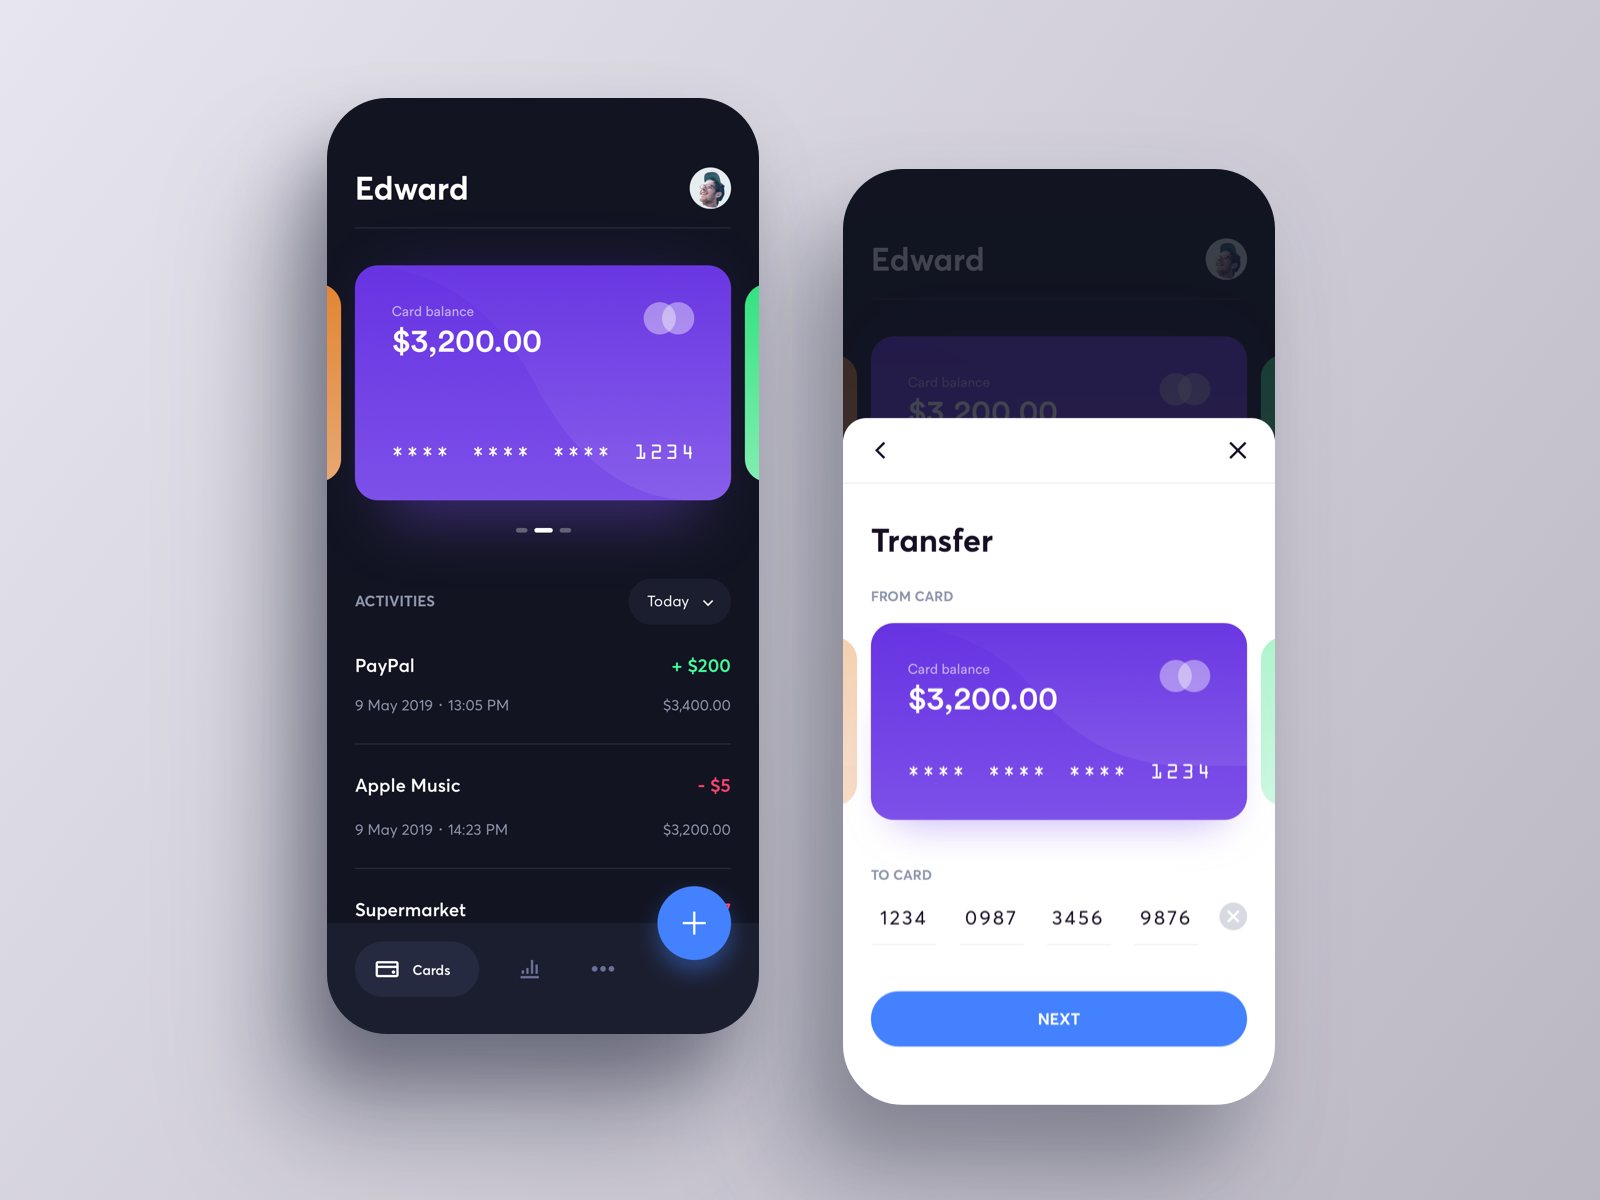 Edward
Card balance
$3,200.00
**** **** **** 1234
ACTIVITIES
Today
PayPal
+ $200
9 May 2019 · 13:05 PM
$3,400.00
Apple Music
- $5
9 May 2019 · 14:23 PM
$3,200.00
Supermarket
Cards
Edward
Card balance
$3,200.00
Transfer
FROM CARD
Card balance
$3,200.00
**** **** **** 1234
TO CARD
1234 0987 3456 9876
NEXT